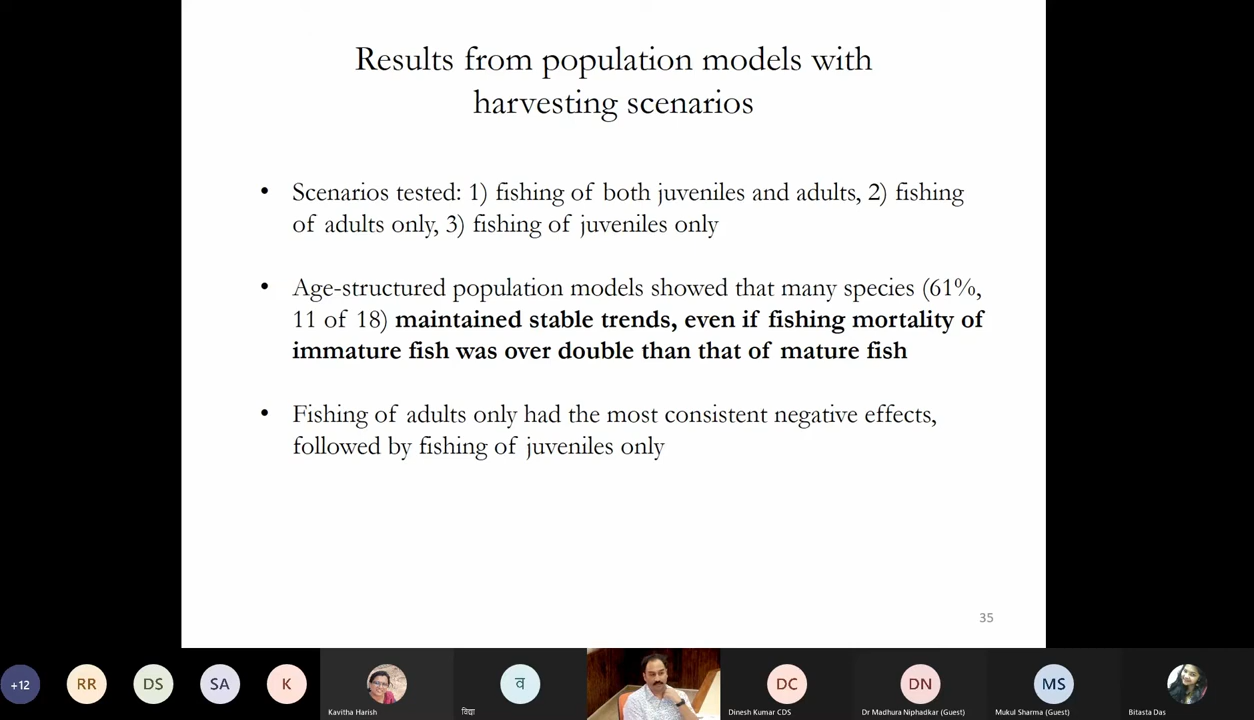 Results from population models with
harvesting scenarios
• Scenarios tested: 1) fishing of both juveniles and adults, 2) fishing
of adults only, 3) fishing of juveniles only
• Age-structured population models showed that many species (61%,
11 of 18) maintained stable trends, even if fishing mortality of
immature fish was over double than that of mature fish
• Fishing of adults only had the most consistent negative effects,
followed by fishing of juveniles only
35
+12
RR
DS
SA
K
Kavitha Harish
व
विद्या
DC
Dinesh Kumar CDS
DN
Dr Madhura Niphadkar (Guest)
MS
Mukul Sharma (Guest)
Bitasta Das